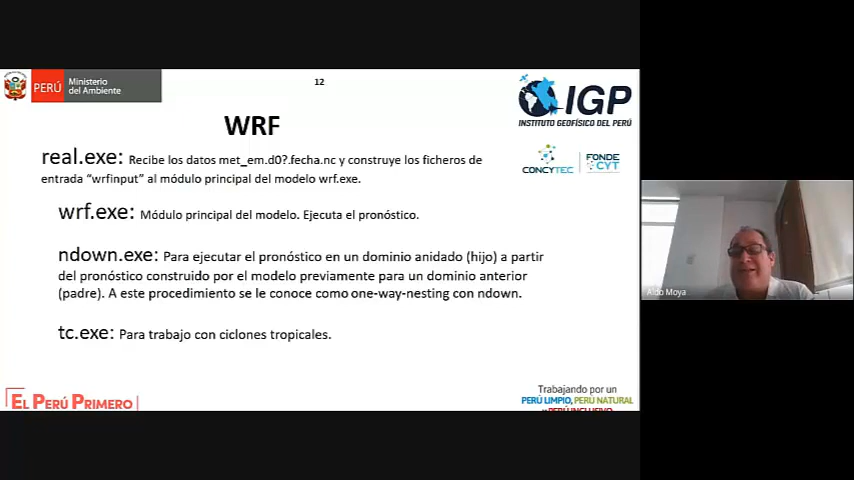 PERÚ
Ministerio
del Ambiente
12
IGP
INSTITUTO GEOFÍSICO DEL PERÚ
WRF
CONCYTEC
FONDE
CYT
real.exe: Recibe los datos met_em.d0?.fecha.nc y construye los ficheros de
entrada “wrfinput” al módulo principal del modelo wrf.exe.
wrf.exe: Módulo principal del modelo. Ejecuta el pronóstico.
ndown.exe: Para ejecutar el pronóstico en un dominio anidado (hijo) a partir
del pronóstico construido por el modelo previamente para un dominio anterior
(padre). A este procedimiento se le conoce como one-way-nesting con ndown.
tc.exe: Para trabajo con ciclones tropicales.
Aldo Moya
EL PERÚ PRIMERO
Trabajando por un
PERÚ LIMPIO, PERÚ NATURAL
y PERÚ INCLUSIVO